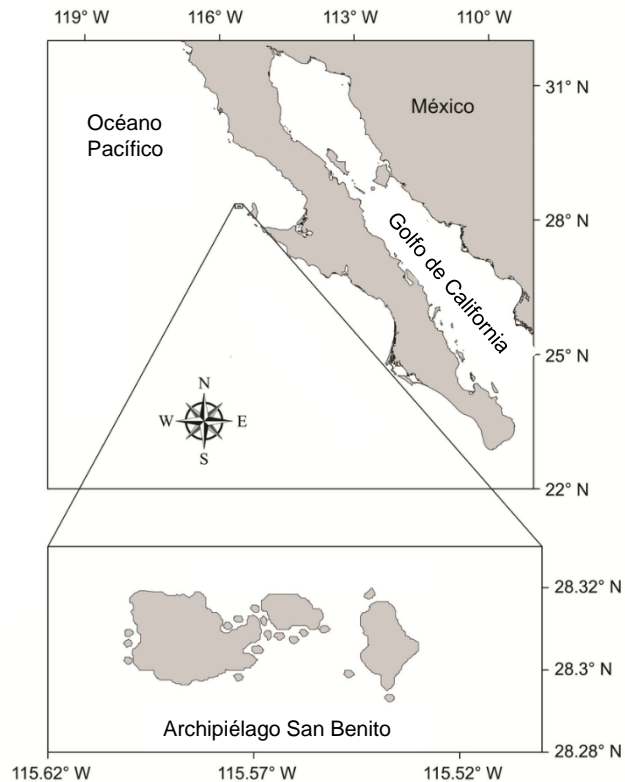 119° W 116° W 113° W 110° W
31° N
México
Océano
Pacífico
28° N
Golfo de California
25° N
N
W E
S
22° N
28.32° N
28.3° N
Archipiélago San Benito
28.28° N
115.62° W 115.57° W 115.52° W